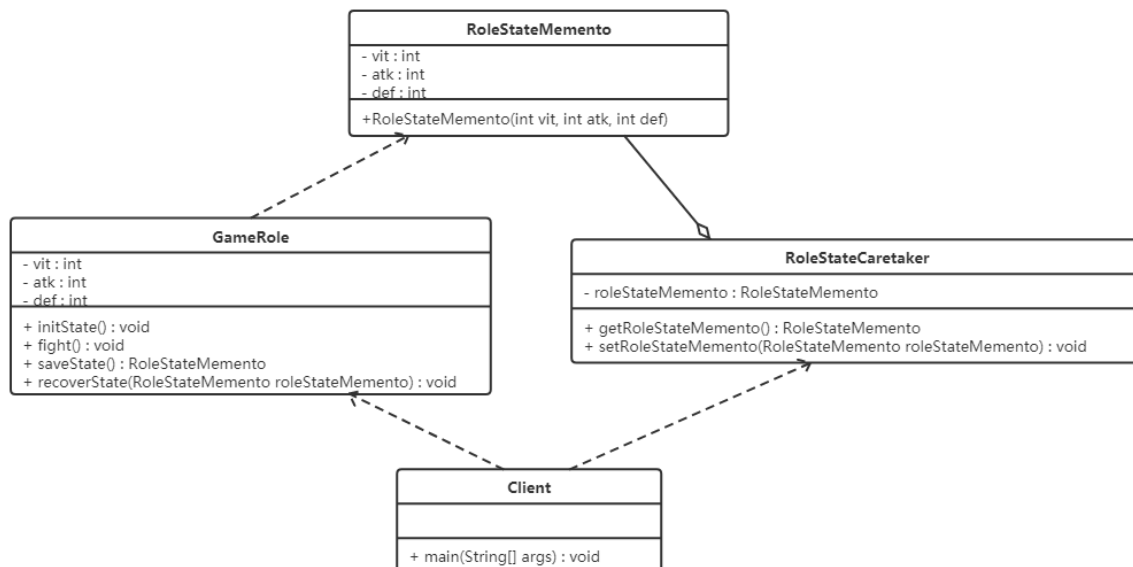 RoleStateMemento
- vit : int
- atk : int
- def : int
+RoleStateMemento(int vit, int atk, int def)
GameRole
- vit : int
- atk : int
- def : int
+ initState() : void
+ fight() : void
+ saveState() : RoleStateMemento
+ recoverState(RoleStateMemento roleStateMemento) : void
RoleStateCaretaker
- roleStateMemento : RoleStateMemento
+ getRoleStateMemento() : RoleStateMemento
+ setRoleStateMemento(RoleStateMemento roleStateMemento) : void
Client
+ main(String[] args) : void